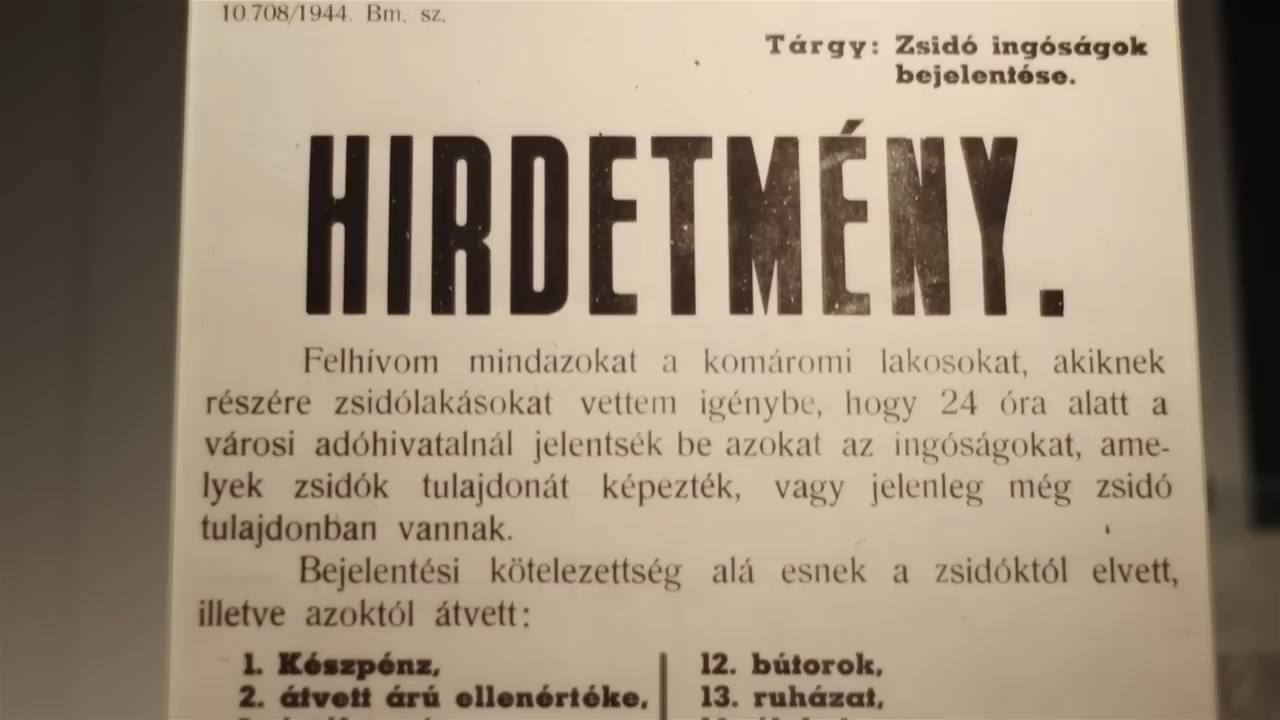 10.708/1944. Bm. sz.
Tárgy: Zsidó ingóságok
bejelentése.
HIRDETMÉNY.
Felhívom mindazokat a komáromi lakosokat, akiknek
részére zsidólakásokat vettem igénybe, hogy 24 óra alatt a
városi adóhivatalnál jelentsék be azokat az ingóságokat, ame-
lyek zsidók tulajdonát képezték, vagy jelenleg még zsidó
tulajdonban vannak.
Bejelentési kötelezettség alá esnek a zsidóktól elvett,
illetve azoktól átvett:
1. Készpénz,
2. átvett árú ellenértéke,
12. bútorok,
13. ruházat,